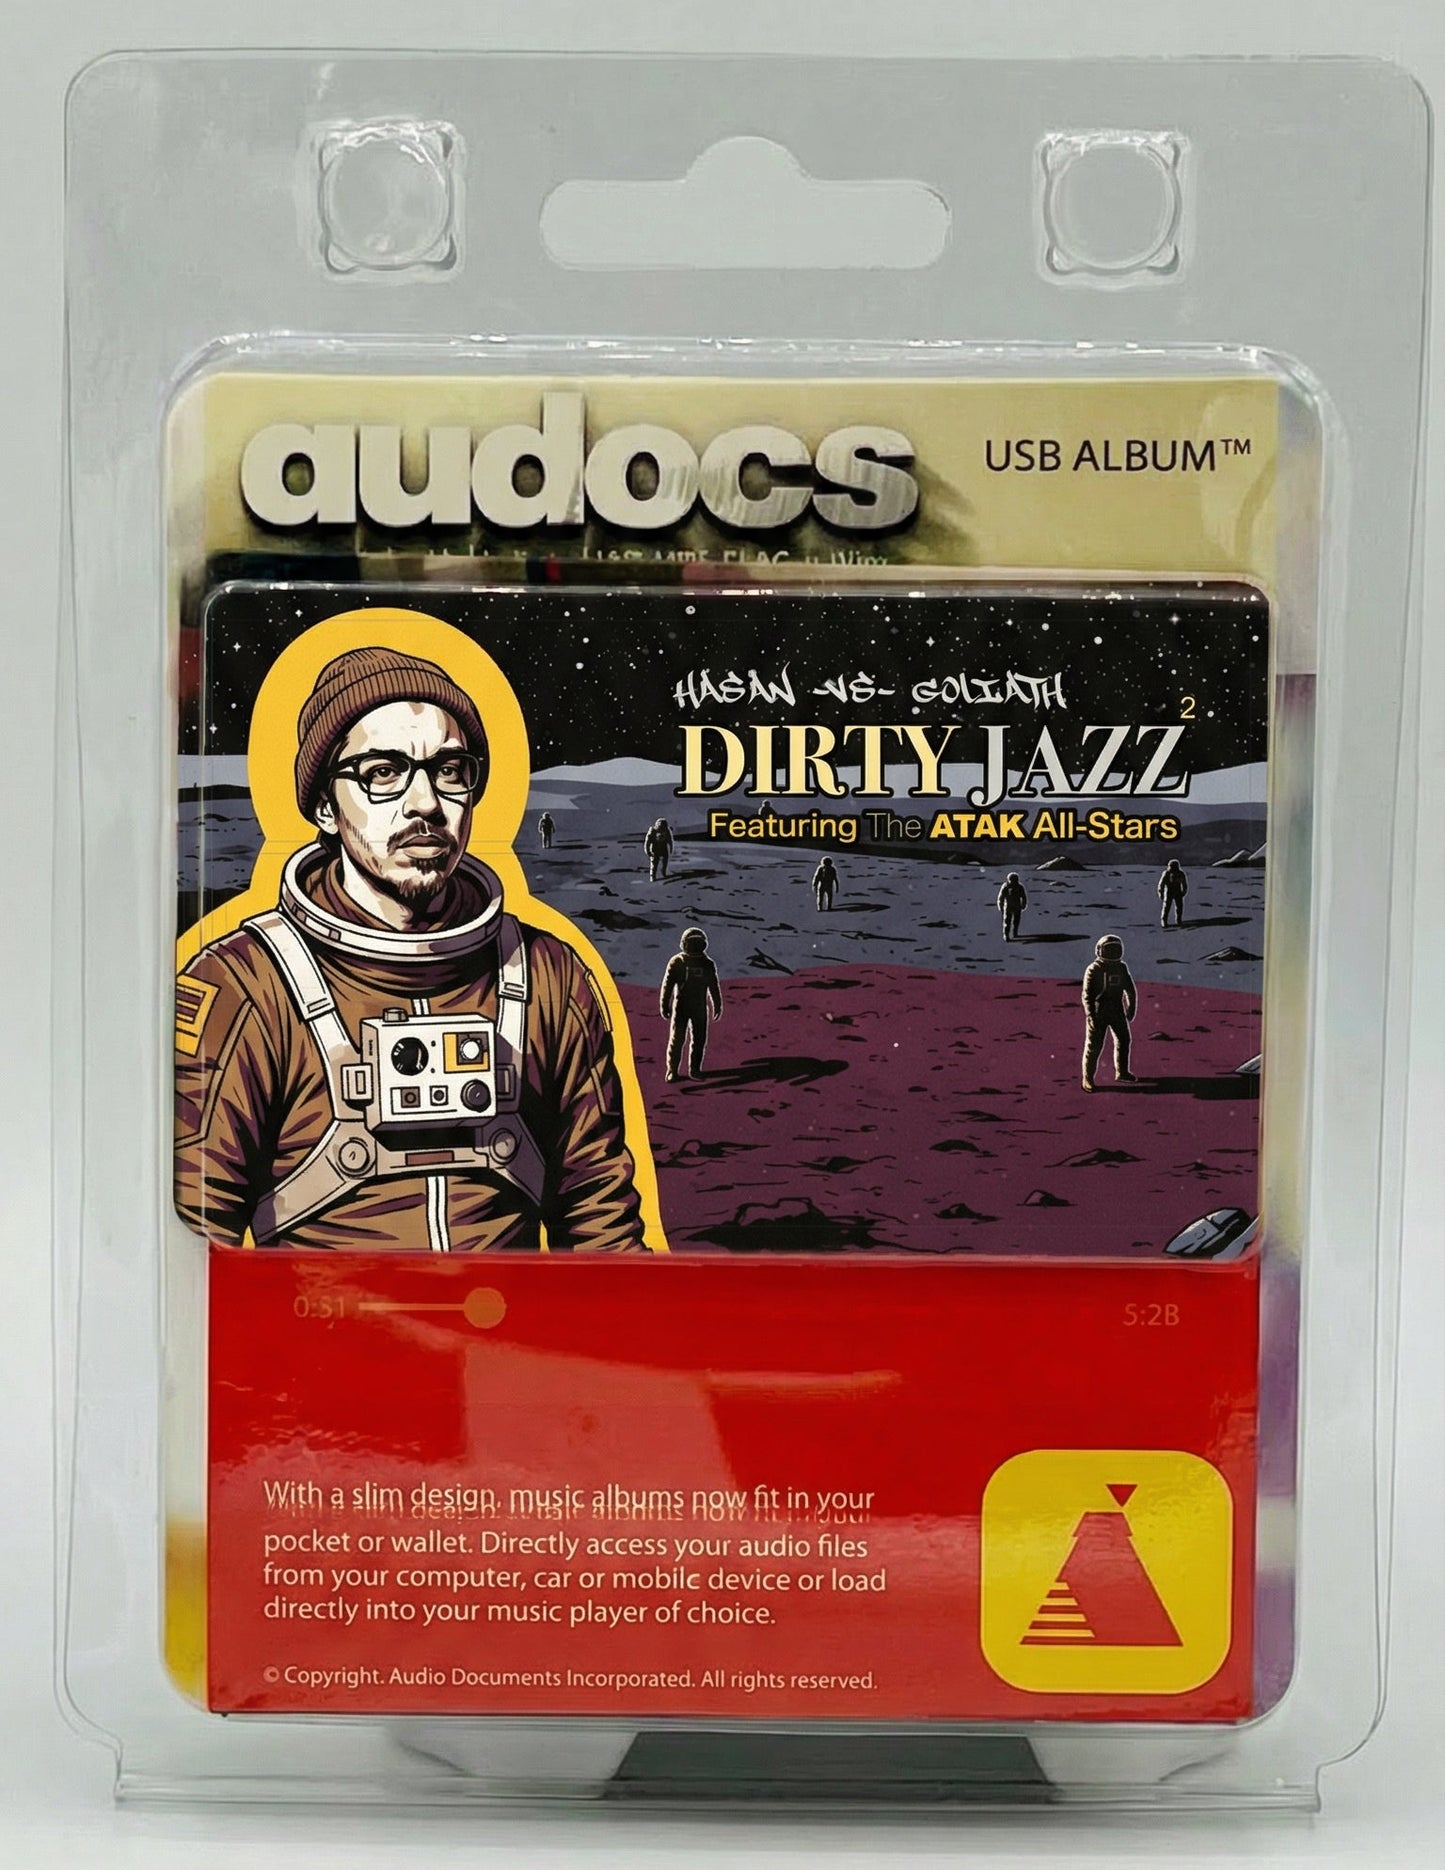 audocs
USB ALBUM™
HASAN -VS- GOLIATH
2
DIRTY JAZZ
Featuring The ATAK All-Stars
0:51
5:2B
With a slim design, music albums now fit in your
pocket or wallet. Directly access your audio files
from your computer, car or mobile device or load
directly into your music player of choice.
© Copyright. Audio Documents Incorporated. All rights reserved.